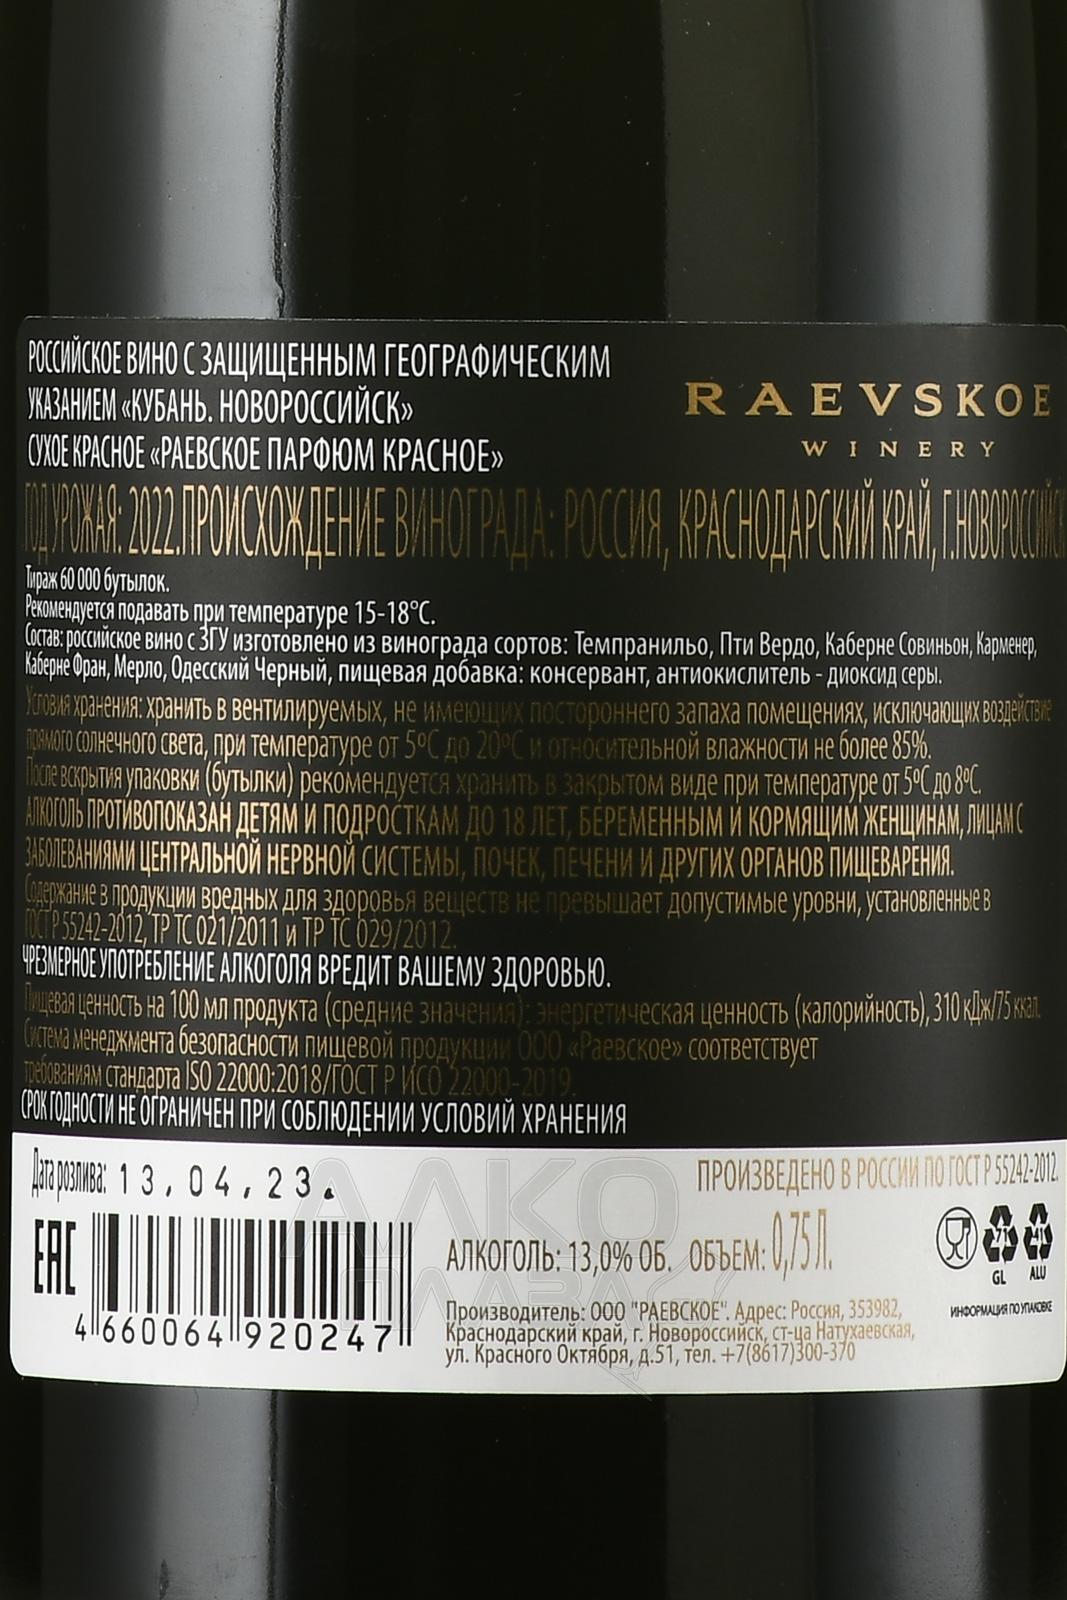 РОССИЙСКОЕ ВИНО С ЗАЩИЩЕННЫМ ГЕОГРАФИЧЕСКИМ
УКАЗАНИЕМ «КУБАНЬ. НОВОРОССИЙСК»
СУХОЕ КРАСНОЕ «РАЕВСКОЕ ПАРФЮМ КРАСНОЕ»
RAEVSKOE
WINERY
ГОД УРОЖАЯ: 2022.ПРОИСХОЖДЕНИЕ ВИНОГРАДА: РОССИЯ, КРАСНОДАРСКИЙ КРАЙ, Г.НОВОРОССИЙСК
Тираж 60 000 бутылок.
Рекомендуется подавать при температуре 15-18°С.
Состав: российское вино с ЗГУ изготовлено из винограда сортов: Темпранильо, Пти Вердо, Каберне Совиньон, Карменер,
Каберне Фран, Мерло, Одесский Черный, пищевая добавка: консервант, антиокислитель - диоксид серы.
Условия хранения: хранить в вентилируемых, не имеющих постороннего запаха помещениях, исключающих воздействие
прямого солнечного света, при температуре от 5ºС до 20ºС и относительной влажности не более 85%.
После вскрытия упаковки (бутылки) рекомендуется хранить в закрытом виде при температуре от 5ºС до 8ºС.
АЛКОГОЛЬ ПРОТИВОПОКАЗАН ДЕТЯМ И ПОДРОСТКАМ ДО 18 ЛЕТ, БЕРЕМЕННЫМ И КОРМЯЩИМ ЖЕНЩИНАМ, ЛИЦАМ С
ЗАБОЛЕВАНИЯМИ ЦЕНТРАЛЬНОЙ НЕРВНОЙ СИСТЕМЫ, ПОЧЕК, ПЕЧЕНИ И ДРУГИХ ОРГАНОВ ПИЩЕВАРЕНИЯ.
Содержание в продукции вредных для здоровья веществ не превышает допустимые уровни, установленные в
ГОСТ Р 55242-2012, ТР ТС 021/2011 и ТР ТС 029/2012.
ЧРЕЗМЕРНОЕ УПОТРЕБЛЕНИЕ АЛКОГОЛЯ ВРЕДИТ ВАШЕМУ ЗДОРОВЬЮ.
Пищевая ценность на 100 мл продукта (средние значения): энергетическая ценность (калорийность), 310 кДж/75 ккал.
Система менеджмента безопасности пищевой продукции ООО «Раевское» соответствует
требованиям стандарта ISO 22000:2018/ГОСТ Р ИСО 22000-2019.
СРОК ГОДНОСТИ НЕ ОГРАНИЧЕН ПРИ СОБЛЮДЕНИИ УСЛОВИЙ ХРАНЕНИЯ
Дата розлива: 13.04.23.
ПРОИЗВЕДЕНО В РОССИИ ПО ГОСТ Р 55242-2012.
EAC
4 660064 920247
АЛКОГОЛЬ: 13,0% ОБ. ОБЪЕМ: 0,75 Л.
71
GL
41
ALU
ИНФОРМАЦИЯ ПО УПАКОВКЕ
Производитель: ООО "РАЕВСКОЕ". Адрес: Россия, 353982,
Краснодарский край, г. Новороссийск, ст-ца Натухаевская,
ул. Красного Октября, д.51, тел. +7(8617)300-370
АЛКО
ПЛАЗА